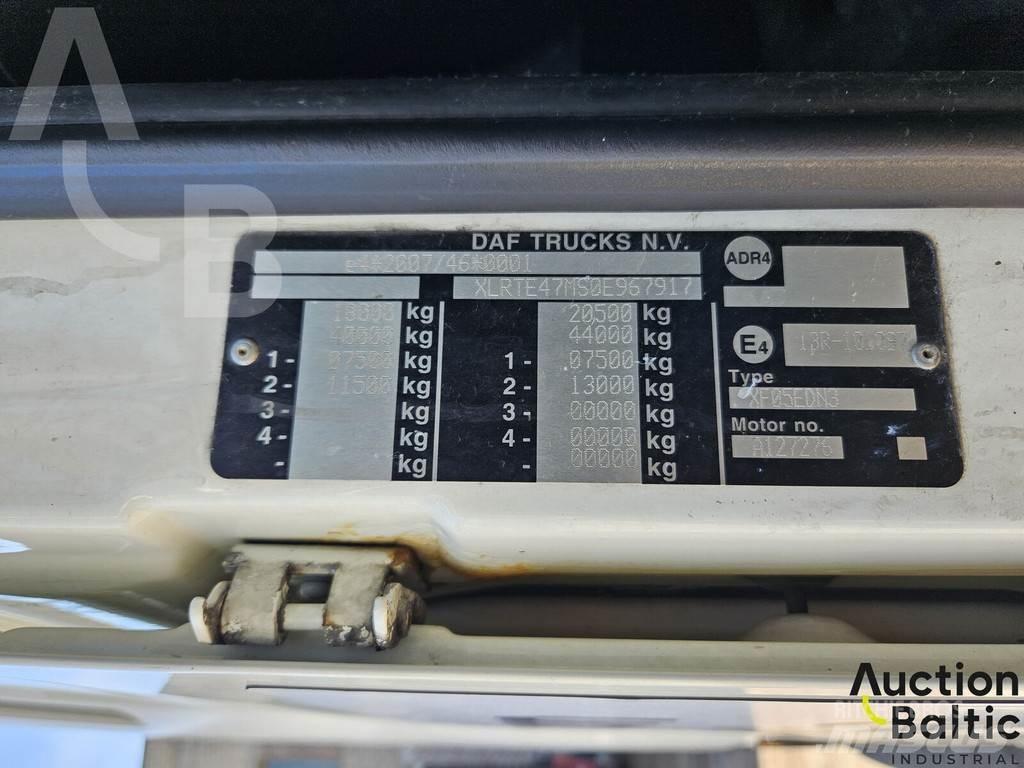 DAF TRUCKS N.V.
e4*2007/46*0001
XLRTE47MS0E967917
18000 kg 20500 kg
40000 kg 44000 kg
1- 07500 kg 1- 07500 kg
2- 11500 kg 2- 13000 kg
3- kg 3- 00000 kg
4- kg 4- 00000 kg
- kg - 00000 kg
ADR4
E4
Type
XF05EDN3
Motor no.
A127276
A
B
Auction
Baltic
INDUSTRIAL